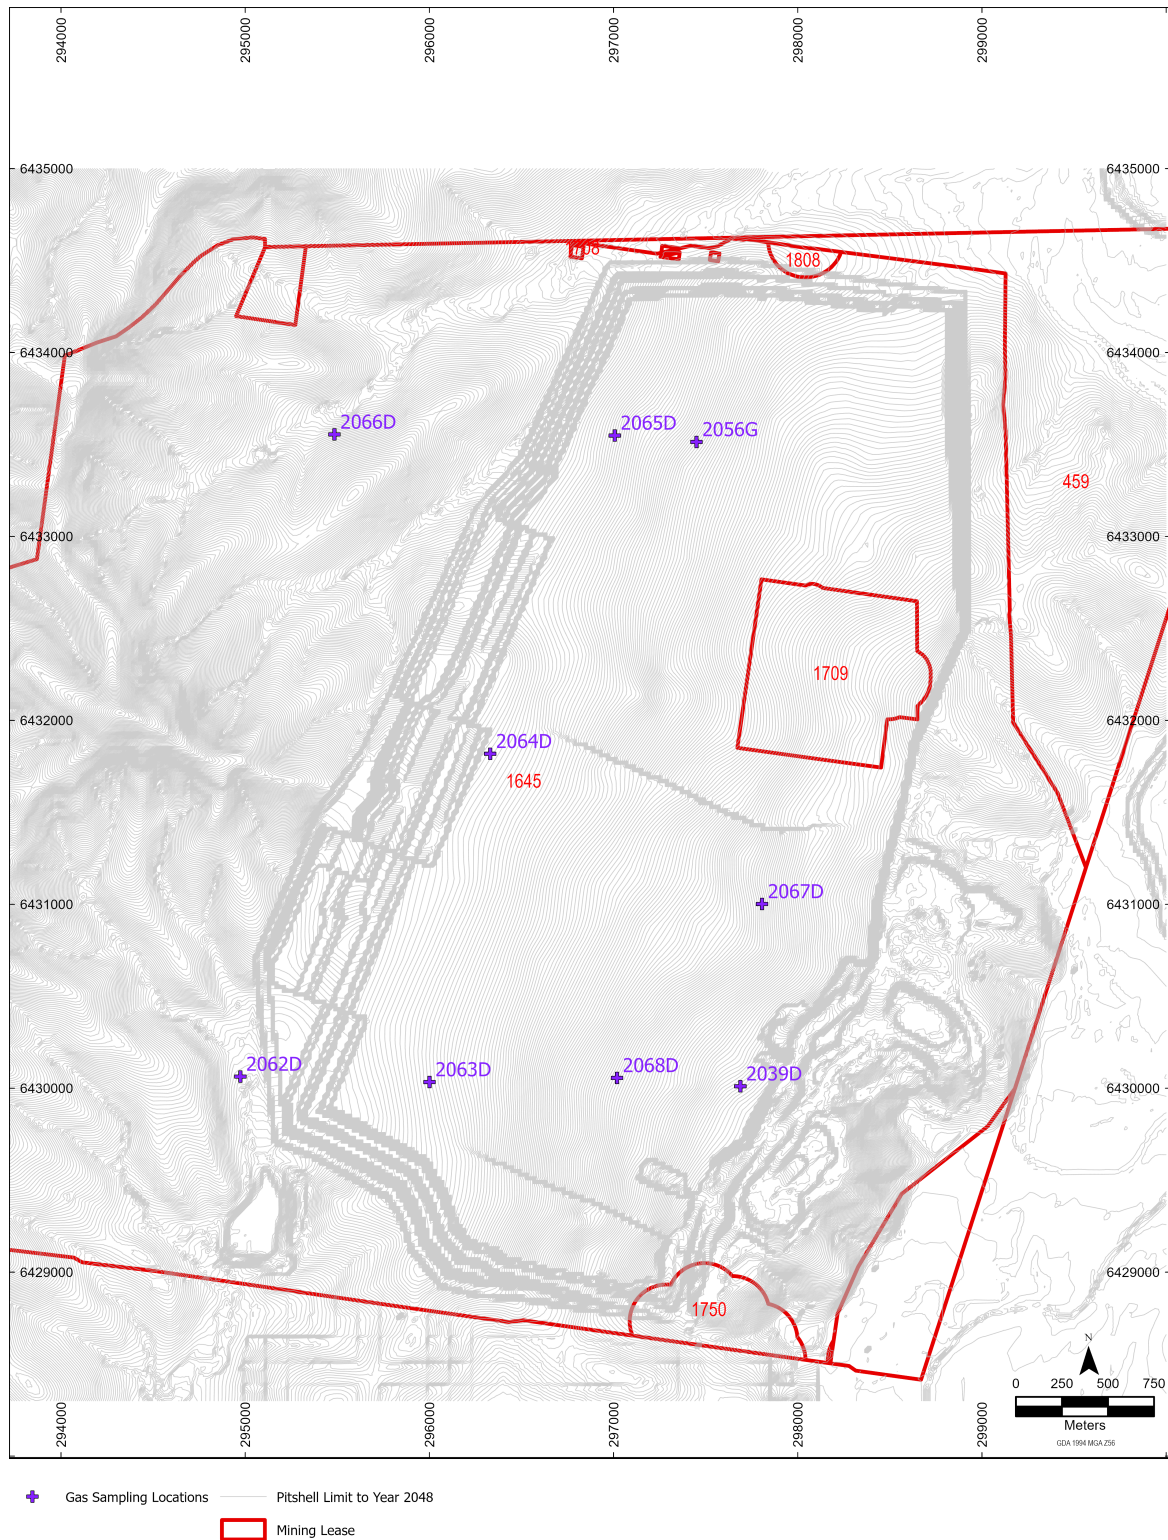 294000 295000 296000 297000 298000 299000
6435000 6435000
1808
6434000 6434000
2066D 2065D 2056G
459
6433000 6433000
1709
6432000 6432000
2064D
1645
2067D
6431000 6431000
2062D 2063D 2068D 2039D
6430000 6430000
6429000 6429000
1750
N
0 250 500 750
Meters
GDA 1994 MGA Z56
294000 295000 296000 297000 298000 299000
Gas Sampling Locations Pitshell Limit to Year 2048
Mining Lease